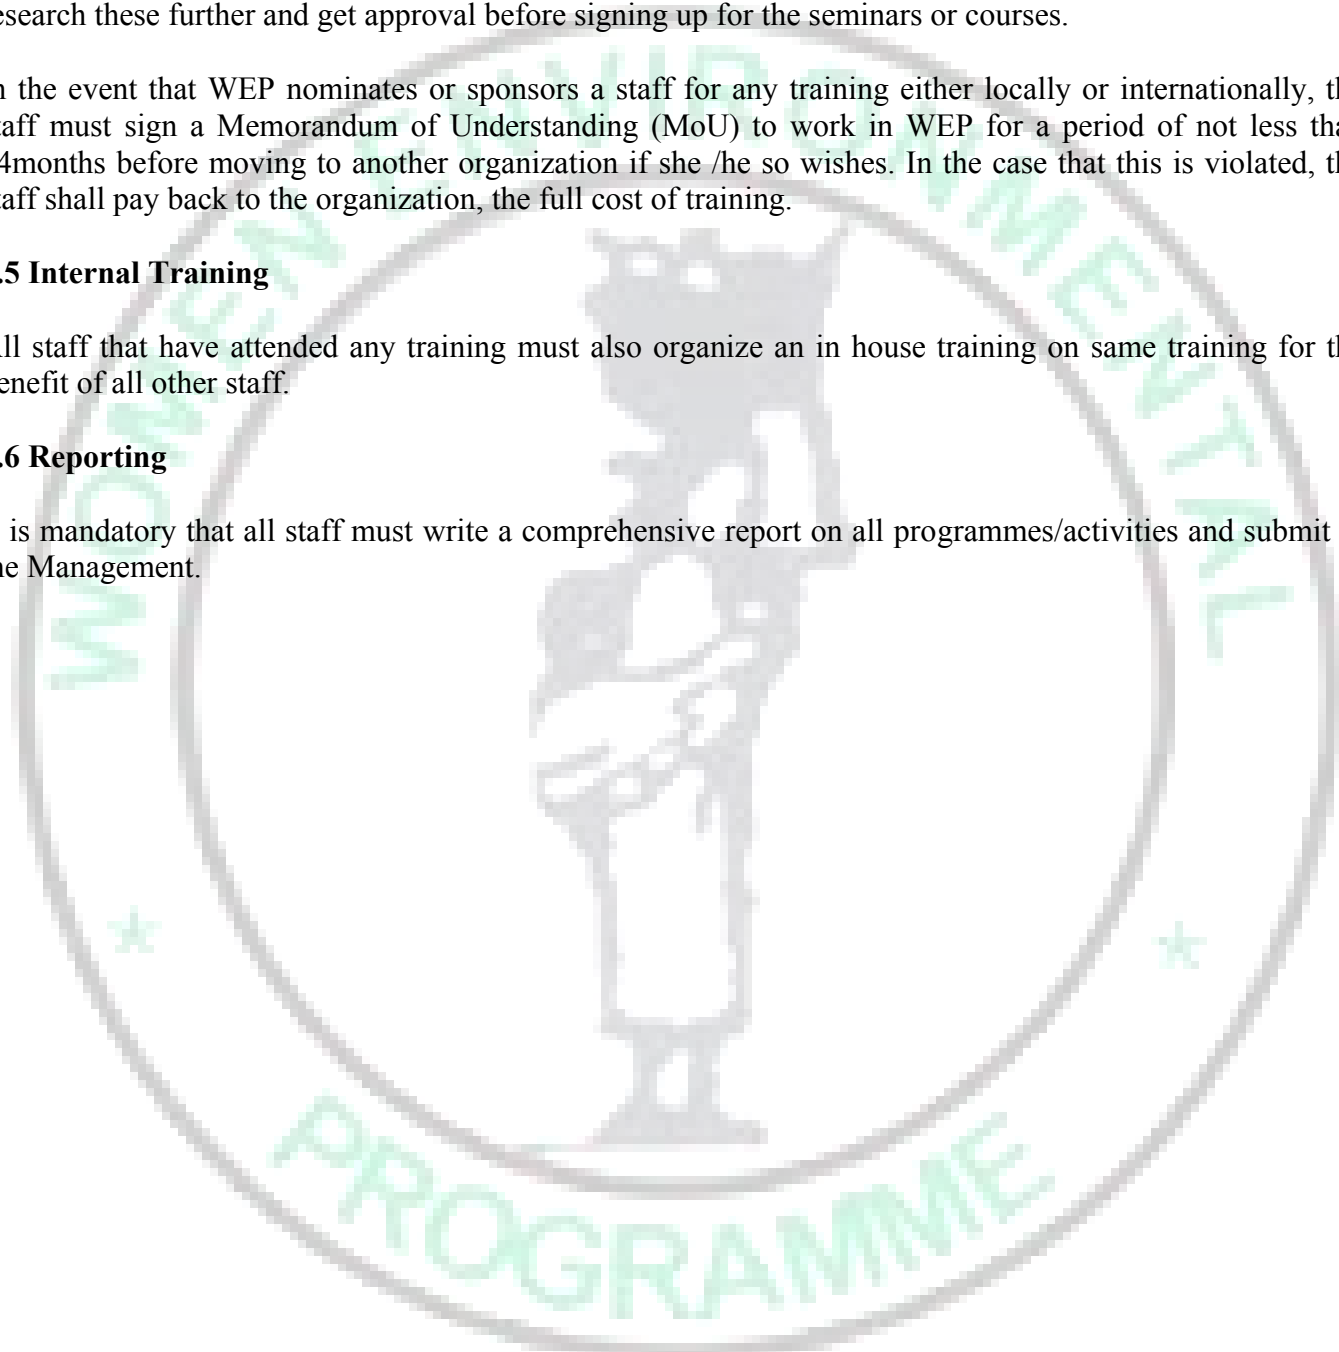 esearch these further and get approval before signing up for the seminars or courses.
n the event that WEP nominates or sponsors a staff for any training either locally or internationally, th
taff must sign a Memorandum of Understanding (MoU) to work in WEP for a period of not less tha
4months before moving to another organization if she /he so wishes. In the case that this is violated, th
taff shall pay back to the organization, the full cost of training.
.5 Internal Training
ll staff that have attended any training must also organize an in house training on same training for th
enefit of all other staff.
.6 Reporting
is mandatory that all staff must write a comprehensive report on all programmes/activities and submit
he Management.
WOMEN ENVIRONMENTAL
PROGRAMME